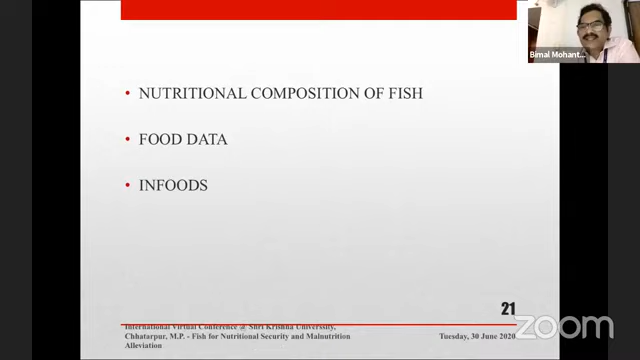 Bimal Mohant...
• NUTRITIONAL COMPOSITION OF FISH
• FOOD DATA
• INFOODS
21
International Virtual Conference @ Shri Krishna University,
Chhatarpur, M.P. - Fish for Nutritional Security and Malnutrition
Alleviation
Tuesday, 30 June 2020
zoom